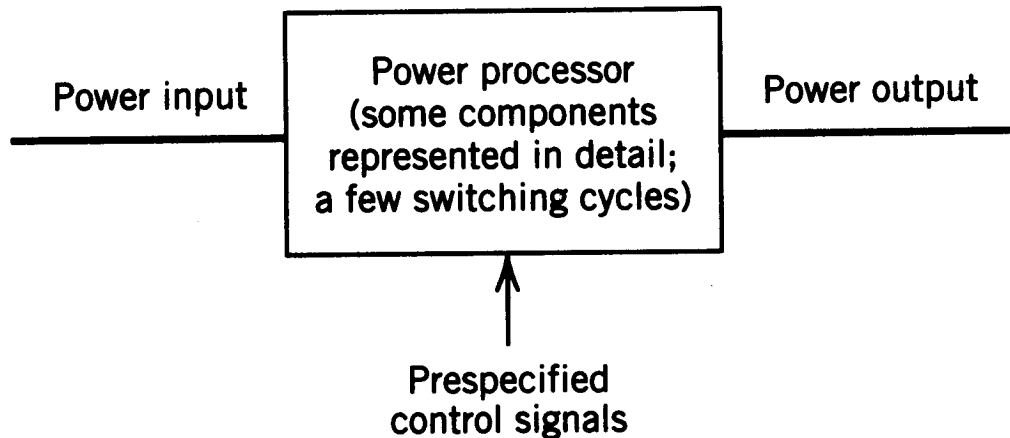 Power input
Power processor
(some components
represented in detail;
a few switching cycles)
Power output
Prespecified
control signals